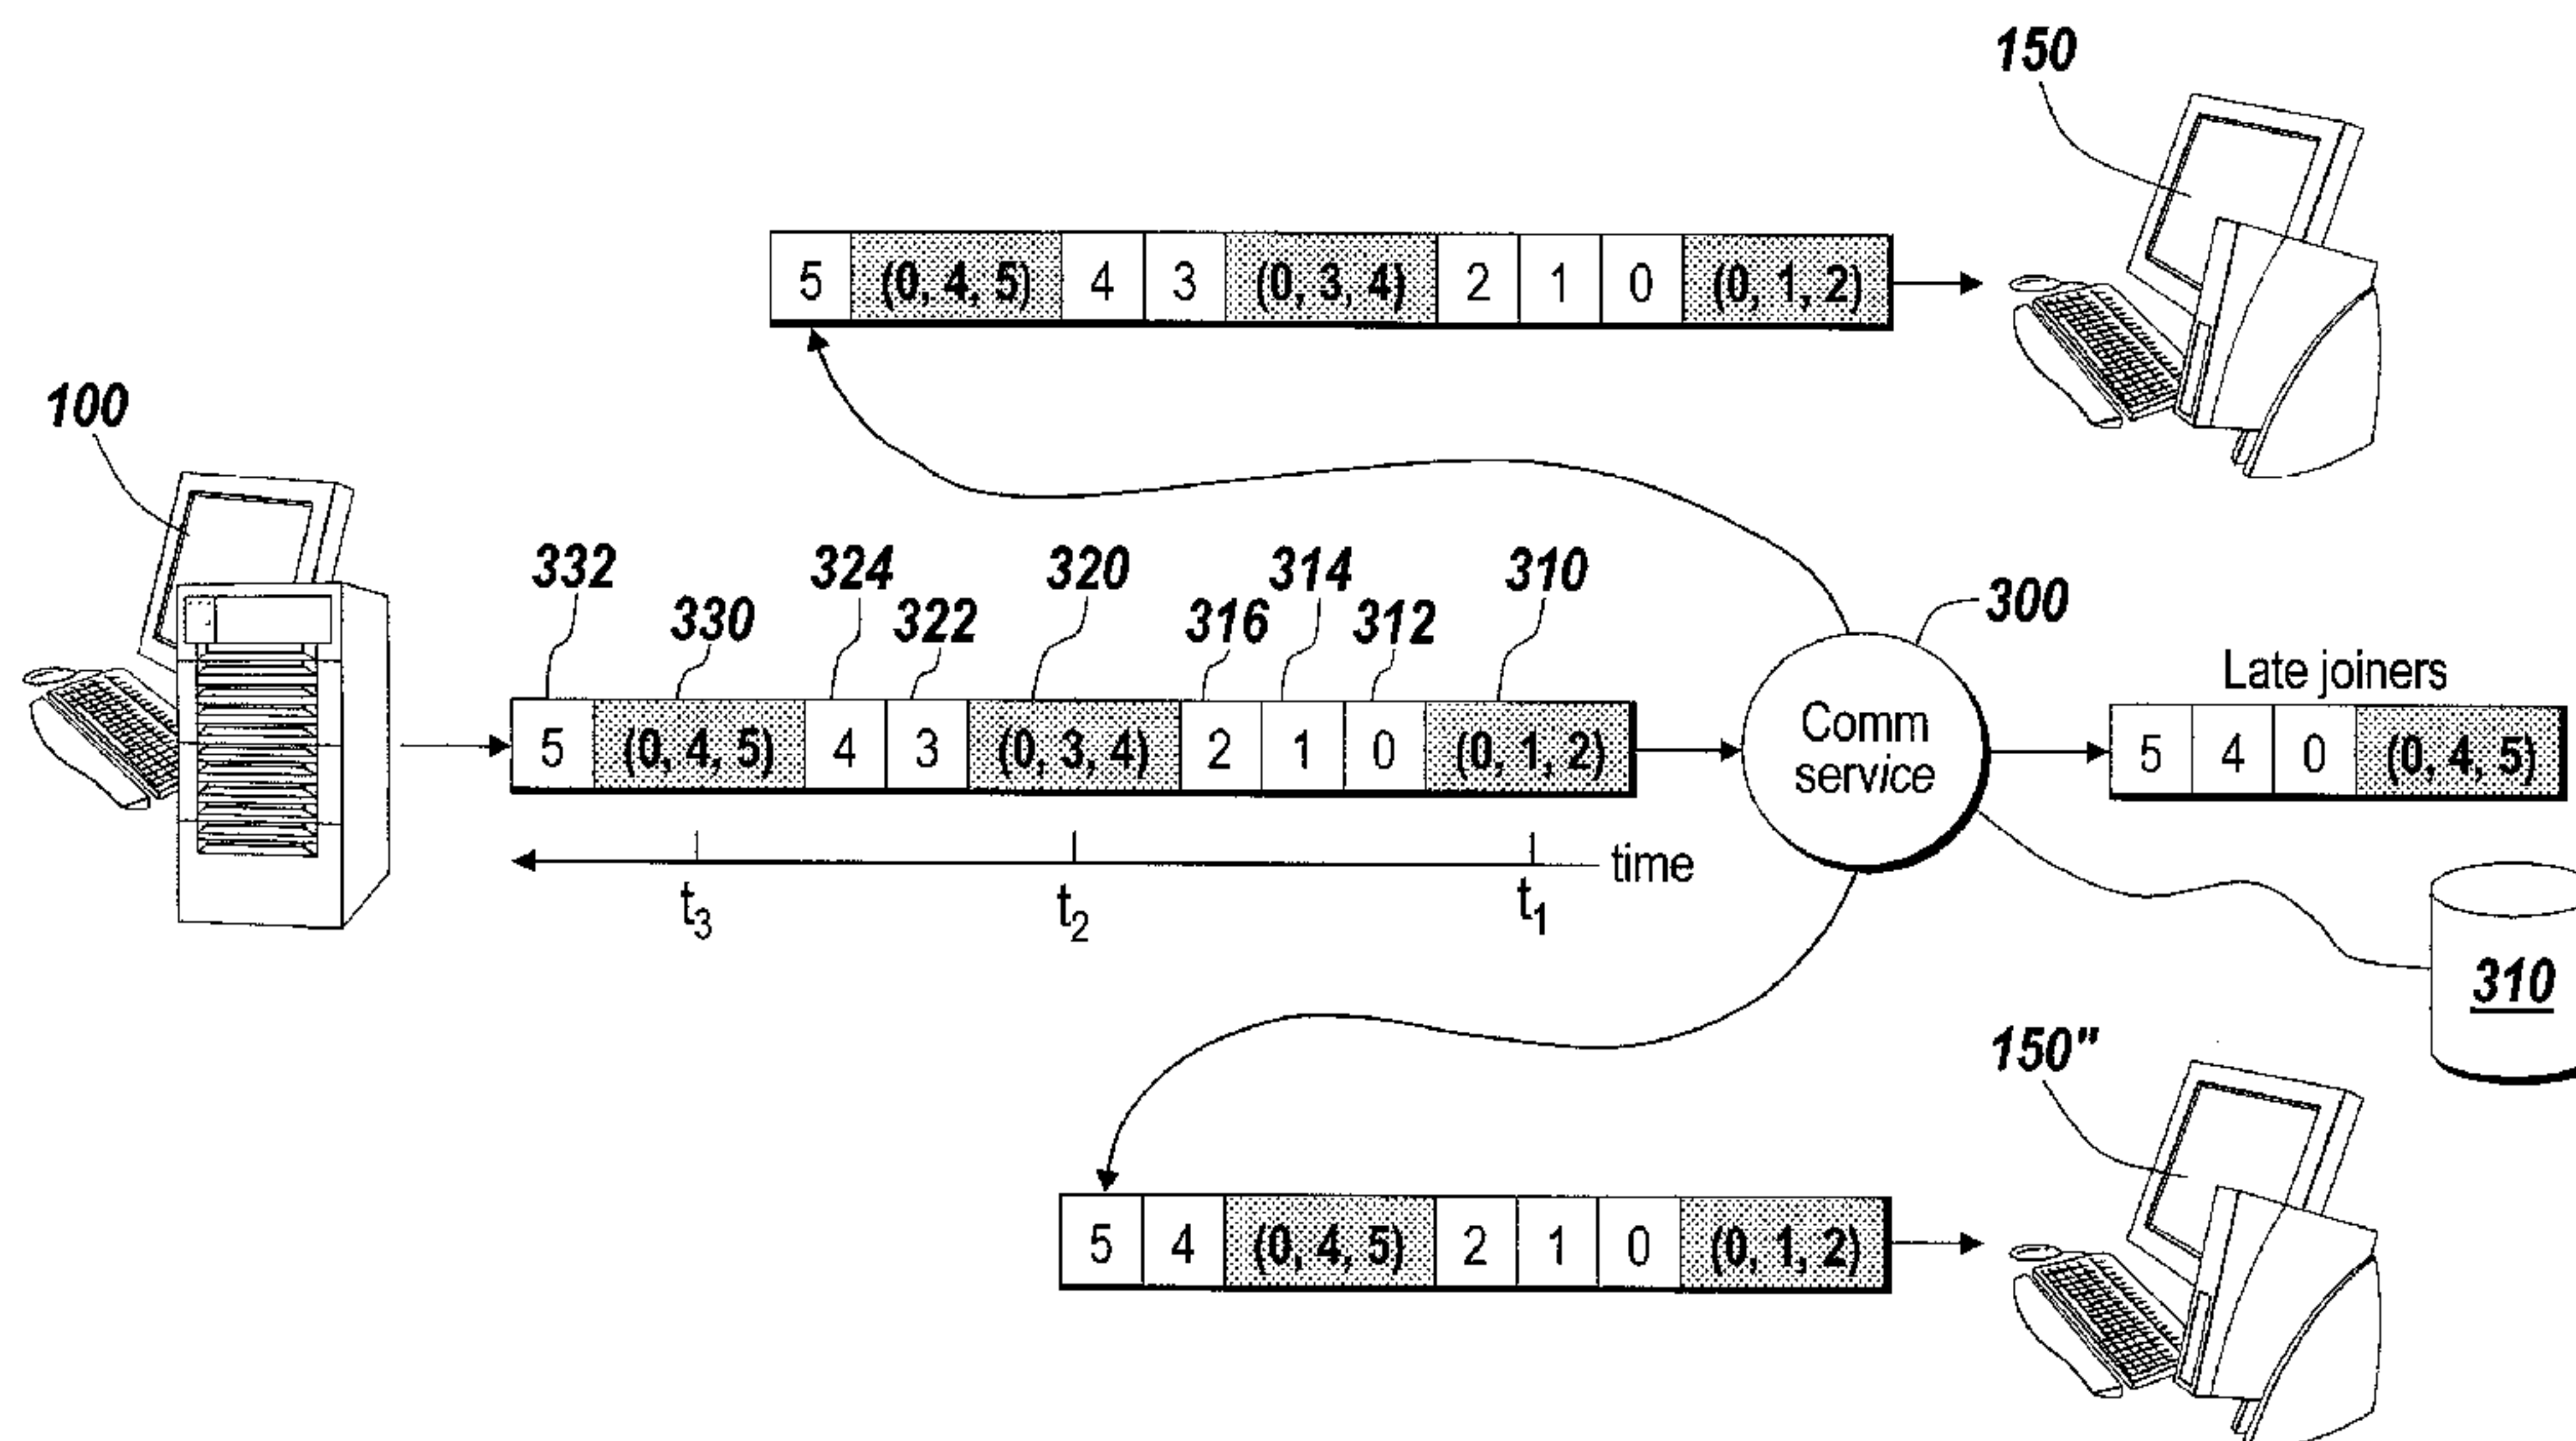 150
5 (0, 4, 5) 4 3 (0, 3, 4) 2 1 0 (0, 1, 2)
100
332 324 320 314 310
330 322 316 312 300
Late joiners
5 (0, 4, 5) 4 3 (0, 3, 4) 2 1 0 (0, 1, 2)
Comm
service
5 4 0 (0, 4, 5)
time
t3 t2 t1
310
150"
5 4 (0, 4, 5) 2 1 0 (0, 1, 2)